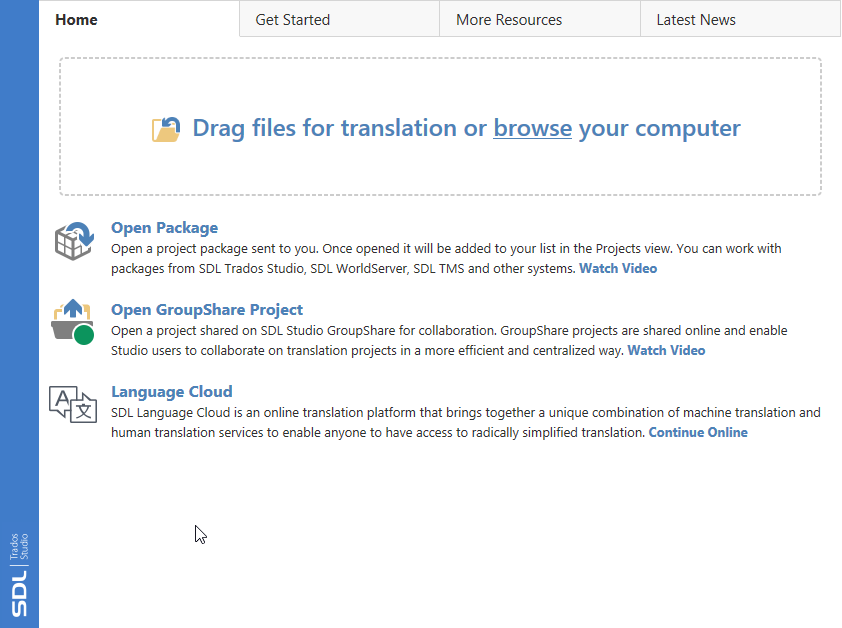 Home
Get Started
More Resources
Latest News
Drag files for translation or browse your computer
Open Package
Open a project package sent to you. Once opened it will be added to your list in the Projects view. You can work with
packages from SDL Trados Studio, SDL WorldServer, SDL TMS and other systems. Watch Video
Open GroupShare Project
Open a project shared on SDL Studio GroupShare for collaboration. GroupShare projects are shared online and enable
Studio users to collaborate on translation projects in a more efficient and centralized way. Watch Video
A
文
Language Cloud
SDL Language Cloud is an online translation platform that brings together a unique combination of machine translation and
human translation services to enable anyone to have access to radically simplified translation. Continue Online
SDL
Trados
Studio